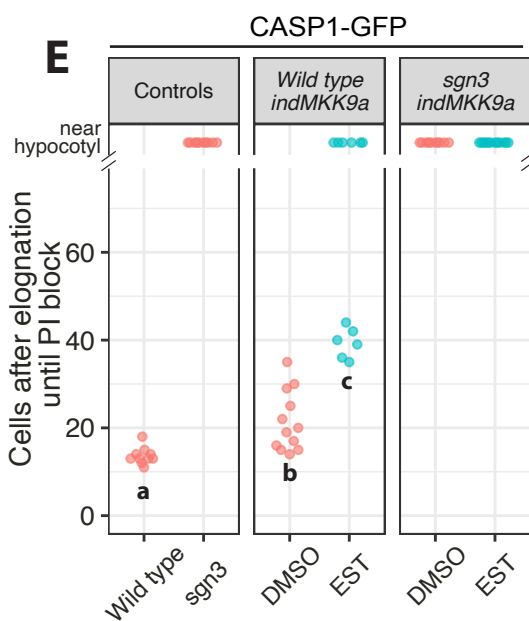 CASP1-GFP
E
Controls
Wild type
indMKK9a
sgn3
indMKK9a
near
hypocotyl
Cells after elognation
until PI block
60
40
20
0
a
b
c
Wild type
sgn3
DMSO
EST
DMSO
EST